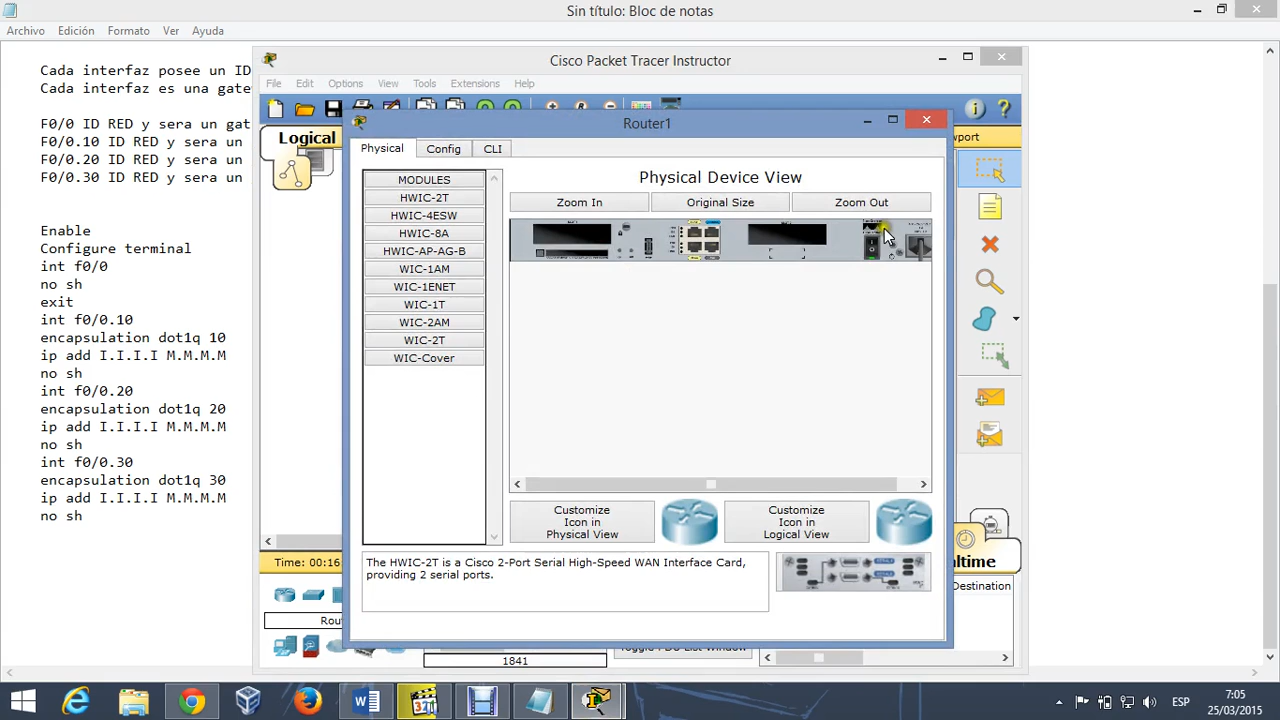 Sin título: Bloc de notas
Archivo Edición Formato Ver Ayuda
Cada interfaz posee un ID
Cada interfaz es una gate
F0/0 ID RED y sera un gat
F0/0.10 ID RED y sera un
F0/0.20 ID RED y sera un
F0/0.30 ID RED y sera un
Enable
Configure terminal
int f0/0
no sh
exit
int f0/0.10
encapsulation dot1q 10
ip add I.I.I.I M.M.M.M
no sh
int f0/0.20
encapsulation dot1q 20
ip add I.I.I.I M.M.M.M
no sh
int f0/0.30
encapsulation dot1q 30
ip add I.I.I.I M.M.M.M
no sh
Cisco Packet Tracer Instructor
File Edit Options View Tools Extensions Help
Logical
wport
Router1
Physical Config CLI
MODULES
HWIC-2T
HWIC-4ESW
HWIC-8A
HWIC-AP-AG-B
WIC-1AM
WIC-1ENET
WIC-1T
WIC-2AM
WIC-2T
WIC-Cover
Physical Device View
Zoom In Original Size Zoom Out
Customize
Icon in
Physical View
Customize
Icon in
Logical View
The HWIC-2T is a Cisco 2-Port Serial High-Speed WAN Interface Card,
providing 2 serial ports.
Time: 00:16
altime
Destination
Rou
1841
Toggle PDU List Window
ESP
7:05
25/03/2015